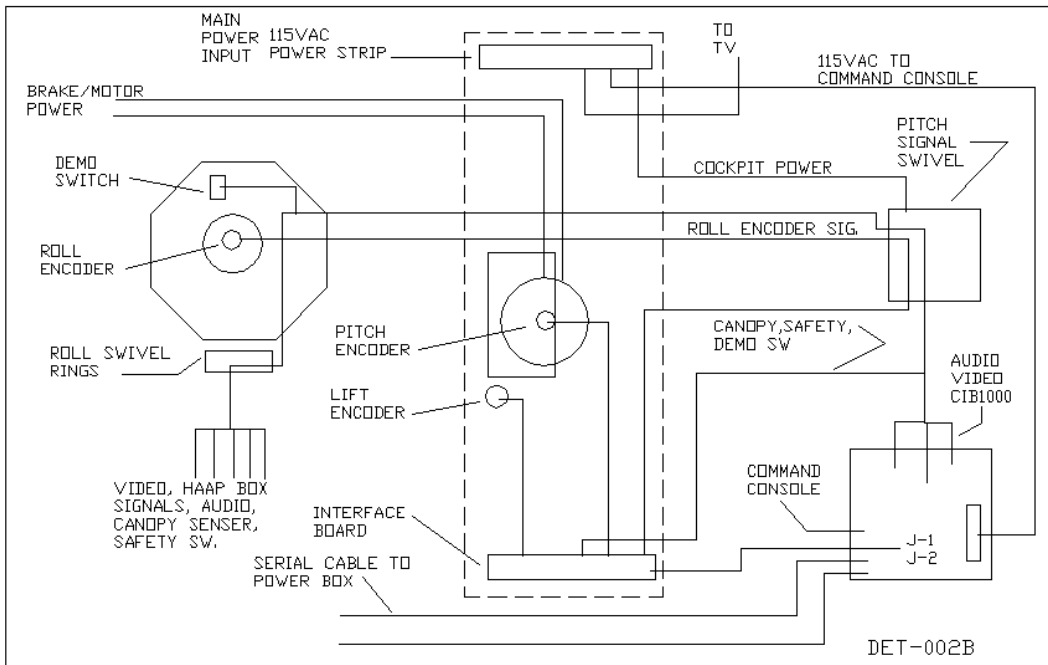 MAIN
POWER
INPUT
115VAC
POWER STRIP
TO
TV
115VAC TO
COMMAND CONSOLE
BRAKE/MOTOR
POWER
PITCH
SIGNAL
SWIVEL
DEMO
SWITCH
COCKPIT POWER
ROLL ENCODER SIG.
ROLL
ENCODER
PITCH
ENCODER
CANOPY,SAFETY,
DEMO SW
ROLL SWIVEL
RINGS
AUDIO
VIDEO
CIB1000
LIFT
ENCODER
VIDEO, HAAP BOX
SIGNALS, AUDIO,
CANOPY SENSER,
SAFETY SW.
COMMAND
CONSOLE
INTERFACE
BOARD
J-1
J-2
SERIAL CABLE TO
POWER BOX
DET-002B